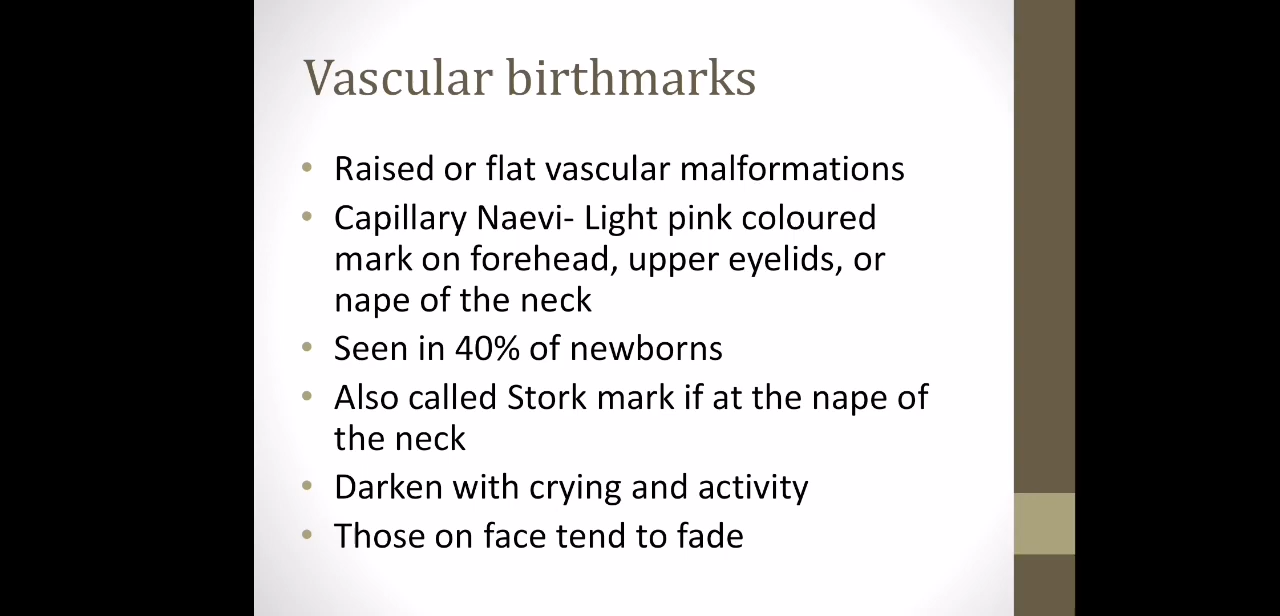 Vascular birthmarks
• Raised or flat vascular malformations
• Capillary Naevi- Light pink coloured
mark on forehead, upper eyelids, or
nape of the neck
• Seen in 40% of newborns
• Also called Stork mark if at the nape of
the neck
• Darken with crying and activity
• Those on face tend to fade